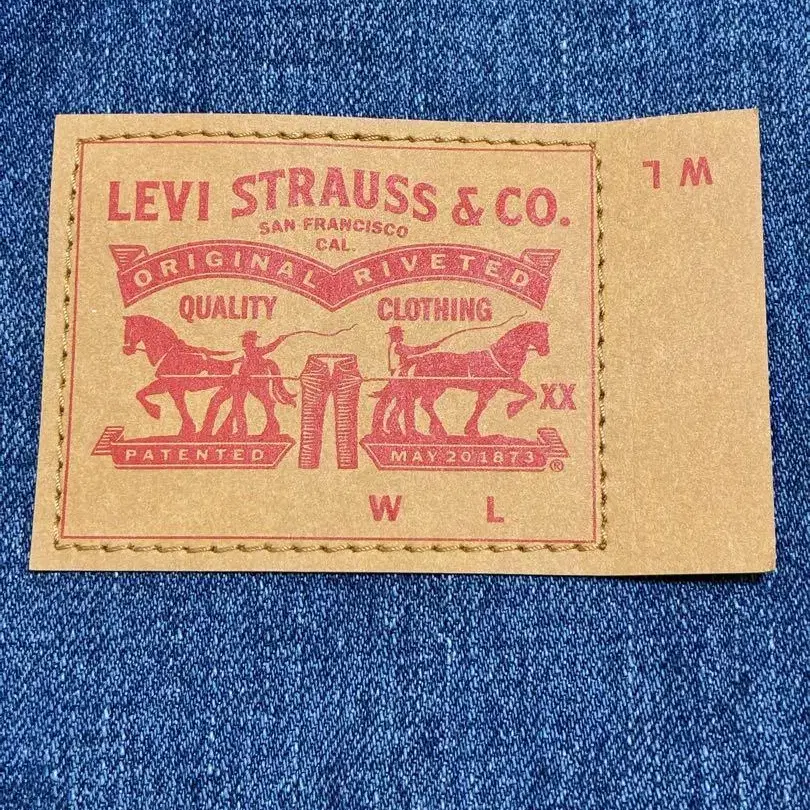 LEVI STRAUSS & CO.
SAN FRANCISCO
CAL.
ORIGINAL RIVETED
QUALITY CLOTHING
XX
PATENTED MAY 20 1873 ®
W L
W L